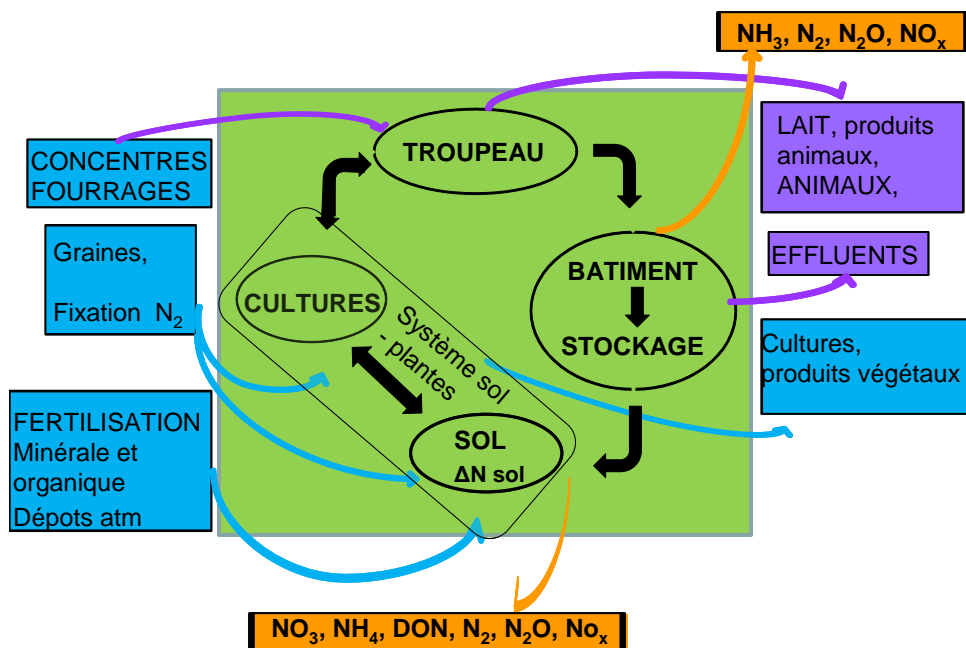 NH₃, N₂, N₂O, NOₓ
CONCENTRES
FOURRAGES
TROUPEAU
LAIT, produits
animaux,
ANIMAUX,
Graines,
Fixation N₂
CULTURES
Système sol
- plantes
BATIMENT
STOCKAGE
EFFLUENTS
Cultures,
produits végétaux
FERTILISATION
Minérale et
organique
Dépots atm
SOL
ΔN sol
NO₃, NH₄, DON, N₂, N₂O, Noₓ